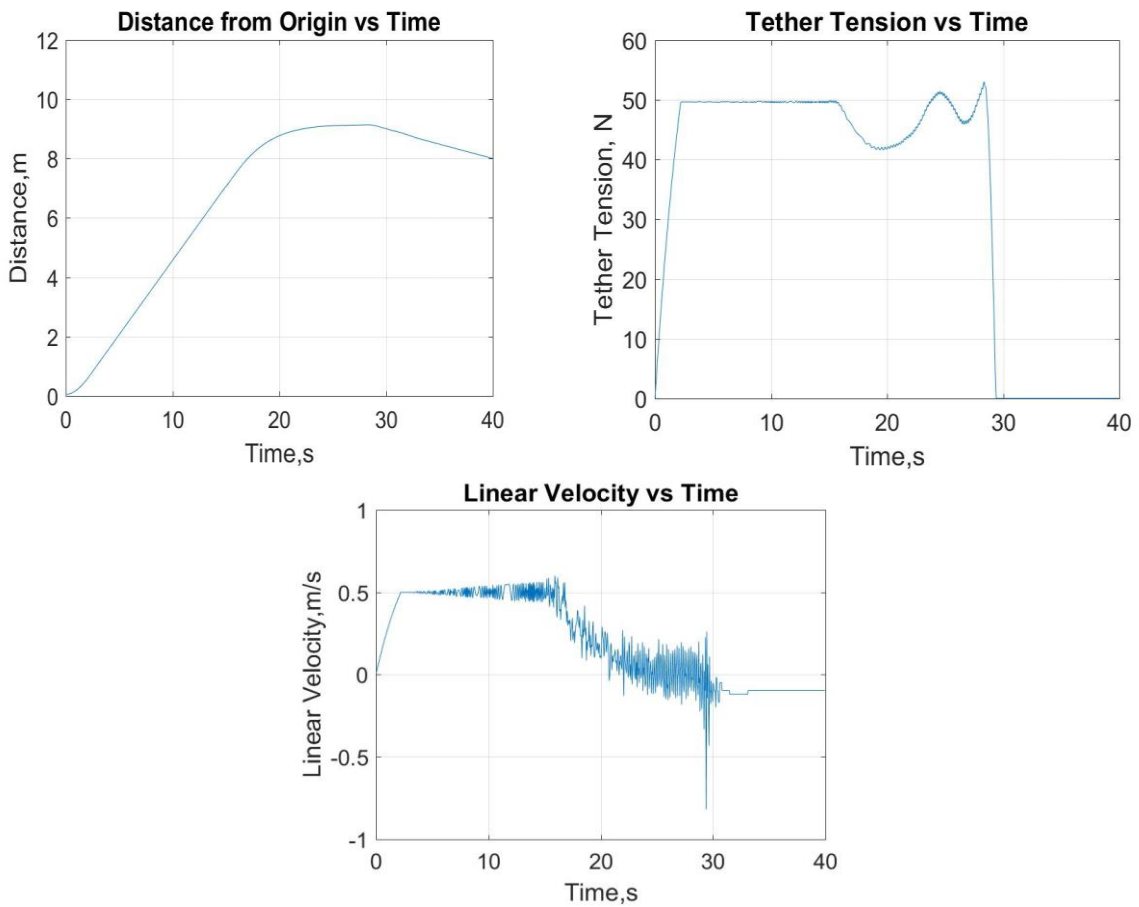 Distance from Origin vs Time
12
10
8
6
4
2
0
0 10 20 30 40
Distance,m
Time,s
Tether Tension vs Time
60
50
40
30
20
10
0
0 10 20 30 40
Tether Tension, N
Time,s
Linear Velocity vs Time
1
0.5
0
-0.5
-1
0 10 20 30 40
Linear Velocity,m/s
Time,s